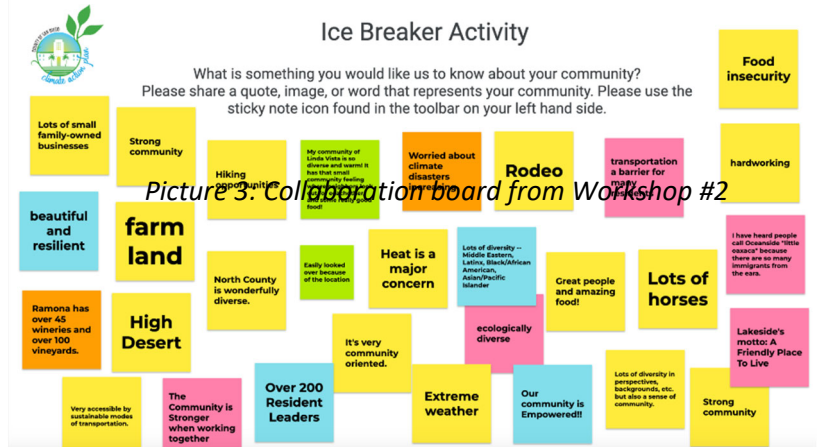 Ice Breaker Activity
What is something you would like us to know about your community?
Please share a quote, image, or word that represents your community. Please use the
sticky note icon found in the toolbar on your left hand side.
climate action plan
Food
insecurity
Lots of small
family-owned
businesses
Strong
community
Hiking
opportunities
My community of
Linda Vista is so
diverse and warm! It
has that small
community feeling
food!
Worried about
climate
disasters
increasing
Rodeo
transportation
a barrier for
many
residents
hardworking
Picture 3. Collaboration board from Workshop #2
beautiful
and
resilient
farm
land
North County
is wonderfully
diverse.
Easily looked
over because
of the location
Heat is a
major
concern
Lots of diversity --
Middle Eastern,
Latinx, Black/African
American,
Asian/Pacific
Islander
Great people
and amazing
food!
Lots of
horses
I have heard people
call Oceanside "little
oaxaca" because
there are so many
immigrants from
the eara.
Ramona has
over 45
wineries and
over 100
vineyards.
High
Desert
It's very
community
oriented.
ecologically
diverse
Lakeside's
motto: A
Friendly Place
To Live
Very accessible by
sustainable modes
of transportation.
The
Community is
Stronger
when working
together
Over 200
Resident
Leaders
Extreme
weather
Our
community is
Empowered!!
Lots of diversity in
perspectives,
backgrounds, etc.
but also a sense of
community.
Strong
community